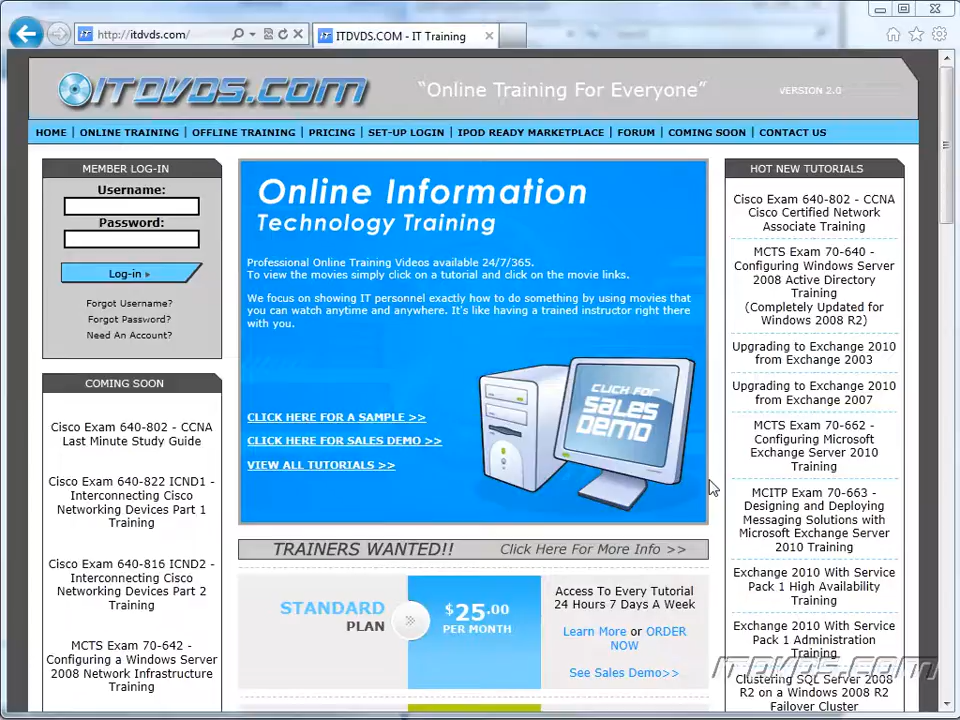 http://itdvds.com/
ITDVDS.COM - IT Training
ITDVDS.COM
“Online Training For Everyone”
VERSION 2.0
HOME | ONLINE TRAINING | OFFLINE TRAINING | PRICING | SET-UP LOGIN | IPOD READY MARKETPLACE | FORUM | COMING SOON | CONTACT US
MEMBER LOG-IN
Username:
Password:
Log-in »
Forgot Username?
Forgot Password?
Need An Account?
COMING SOON
Cisco Exam 640-802 - CCNA
Last Minute Study Guide
Cisco Exam 640-822 ICND1 -
Interconnecting Cisco
Networking Devices Part 1
Training
Cisco Exam 640-816 ICND2 -
Interconnecting Cisco
Networking Devices Part 2
Training
MCTS Exam 70-642 -
Configuring a Windows Server
2008 Network Infrastructure
Training
Online Information
Technology Training
Professional Online Training Videos available 24/7/365.
To view the movies simply click on a tutorial and click on the movie links.
We focus on showing IT personnel exactly how to do something by using movies that
you can watch anytime and anywhere. It's like having a trained instructor right there
with you.
CLICK HERE FOR A SAMPLE >>
CLICK HERE FOR SALES DEMO >>
VIEW ALL TUTORIALS >>
CLICK FOR
SALES
DEMO
TRAINERS WANTED!! Click Here For More Info >>
STANDARD
PLAN
$25.00
PER MONTH
Access To Every Tutorial
24 Hours 7 Days A Week
Learn More or ORDER
NOW
See Sales Demo>>
HOT NEW TUTORIALS
Cisco Exam 640-802 - CCNA
Cisco Certified Network
Associate Training
MCTS Exam 70-640 -
Configuring Windows Server
2008 Active Directory
Training
(Completely Updated for
Windows 2008 R2)
Upgrading to Exchange 2010
from Exchange 2003
Upgrading to Exchange 2010
from Exchange 2007
MCTS Exam 70-662 -
Configuring Microsoft
Exchange Server 2010
Training
MCITP Exam 70-663 -
Designing and Deploying
Messaging Solutions with
Microsoft Exchange Server
2010 Training
Exchange 2010 With Service
Pack 1 High Availability
Training
Exchange 2010 With Service
Pack 1 Administration
Training
Clustering SQL Server 2008
R2 on a Windows 2008 R2
Failover Cluster
ITDVDS.COM